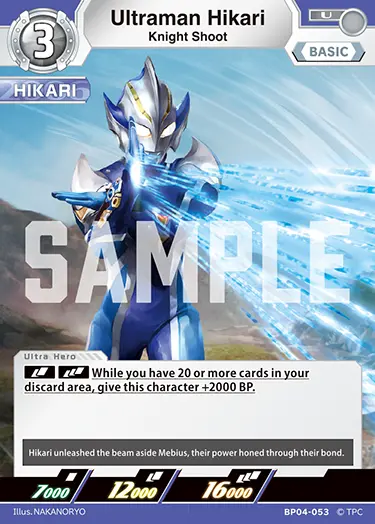 Ultraman Hikari
Knight Shoot
U
3
BASIC
HIKARI
SAMPLE
Ultra Hero
While you have 20 or more cards in your
discard area, give this character +2000 BP.
Hikari unleashed the beam aside Mebius, their power honed through their bond.
7000
12000
16000
Illus. NAKANORYO
BP04-053 © TPC